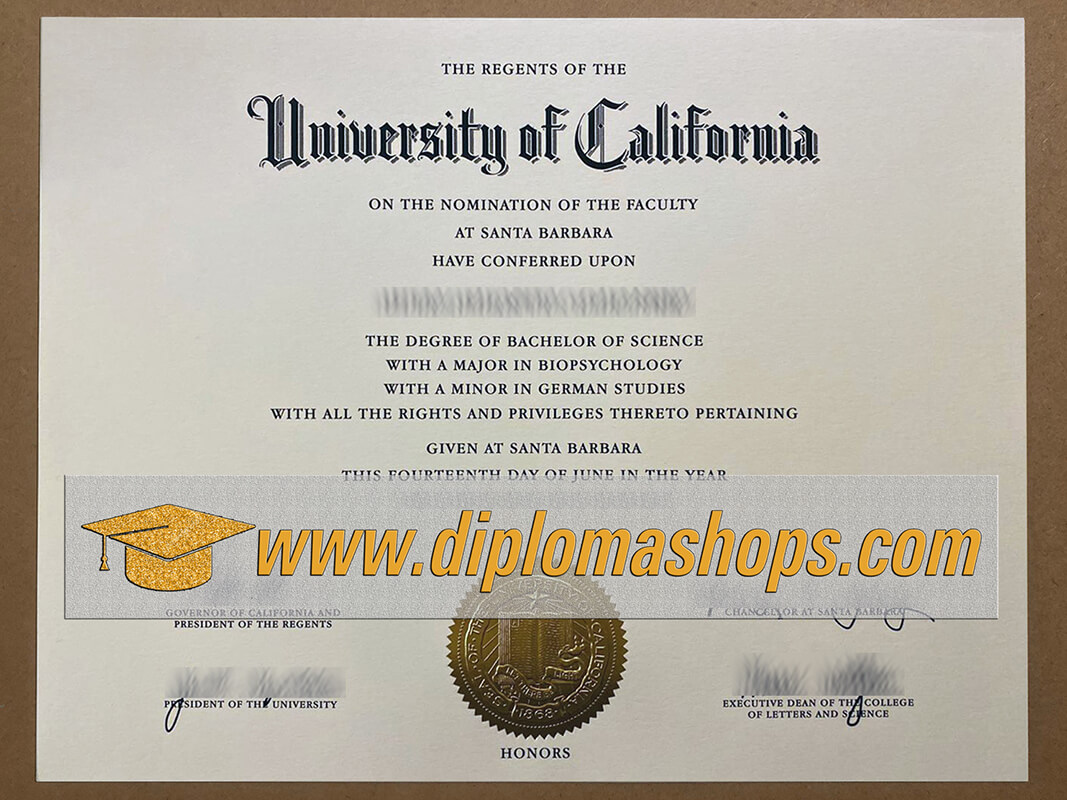 THE REGENTS OF THE
University of California
ON THE NOMINATION OF THE FACULTY
AT SANTA BARBARA
HAVE CONFERRED UPON
THE DEGREE OF BACHELOR OF SCIENCE
WITH A MAJOR IN BIOPSYCHOLOGY
WITH A MINOR IN GERMAN STUDIES
WITH ALL THE RIGHTS AND PRIVILEGES THERETO PERTAINING
GIVEN AT SANTA BARBARA
THIS FOURTEENTH DAY OF JUNE IN THE YEAR
www.diplomashops.com
GOVERNOR OF CALIFORNIA AND
PRESIDENT OF THE REGENTS
CHANCELLOR AT SANTA BARBARA
PRESIDENT OF THE UNIVERSITY
EXECUTIVE DEAN OF THE COLLEGE
OF LETTERS AND SCIENCE
1868
HONORS